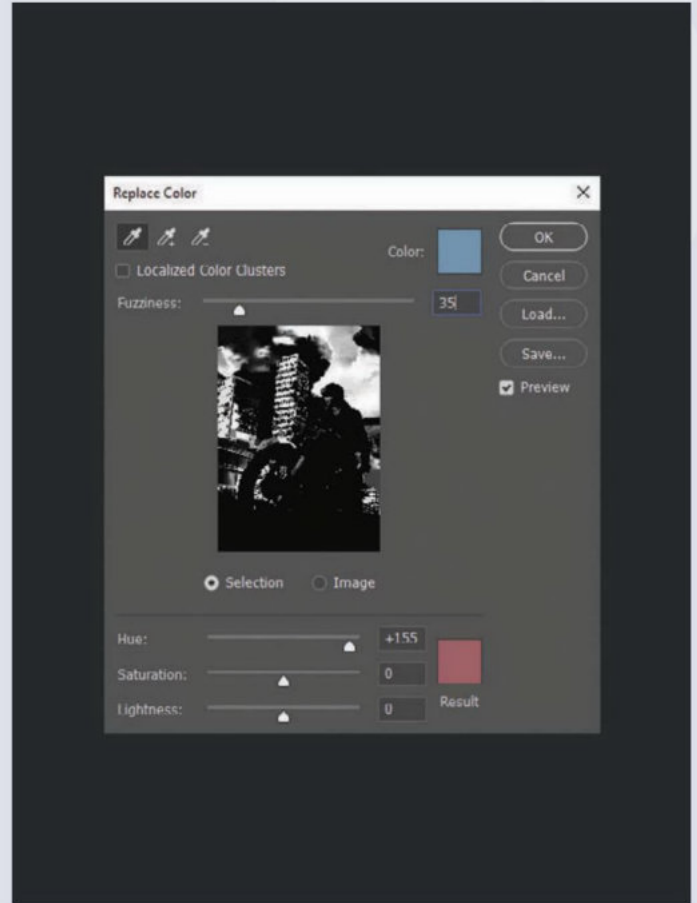 Replace Color
Color:
OK
Localized Color Clusters
Cancel
Fuzziness:
35
Load...
Save...
Preview
Selection
Image
Hue:
+155
Saturation:
0
Lightness:
0
Result